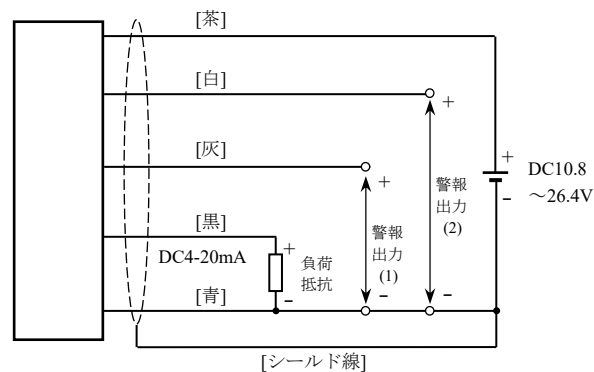 [茶]
[白]
+
[灰]
+
警報
出力
(2)
+
DC10.8
～26.4V
-
[黒]
DC4-20mA
+
負荷
抵抗
-
警報
出力
(1)
-
-
[青]
[シールド線]